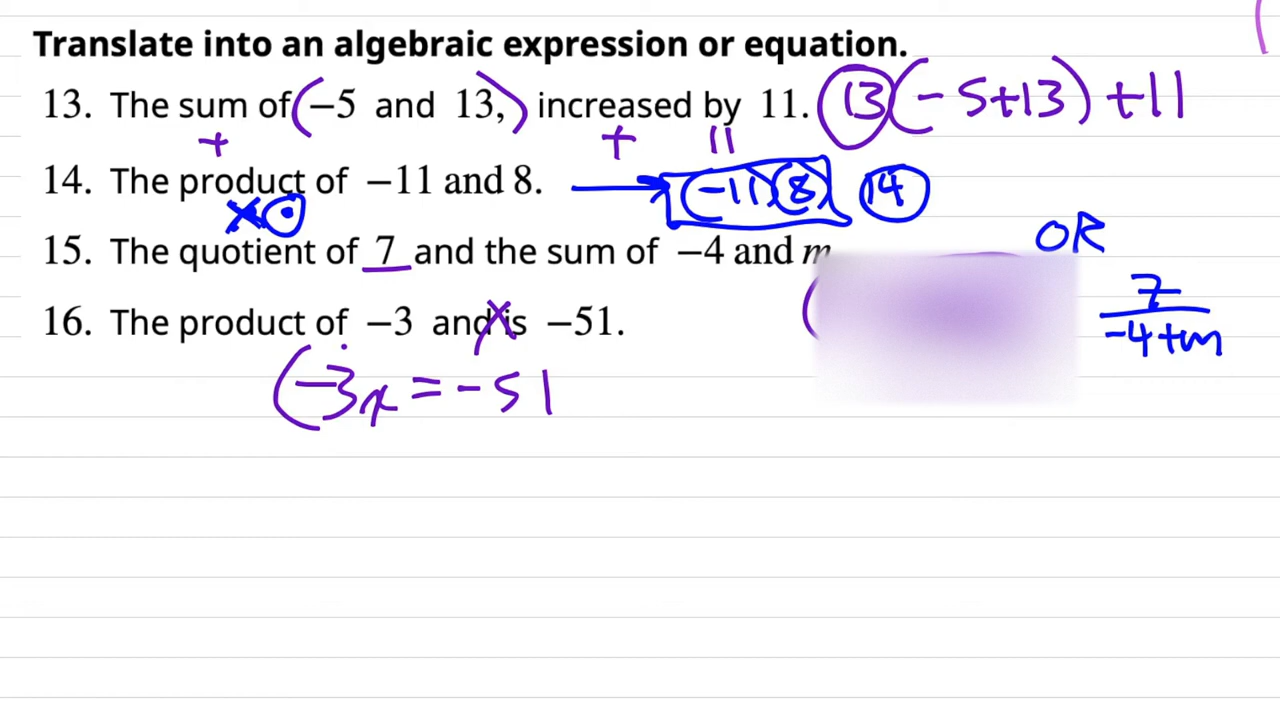 Translate into an algebraic expression or equation.
13. The sum of (−5 and 13,) increased by 11. 13 (-5+13)+11
+ + 11
14. The product of −11 and 8. → (-11)(8) 14
x •
15. The quotient of 7 and the sum of −4 and m OR
7
-4+m
16. The product of −3 and x is −51.
(-3x = -51